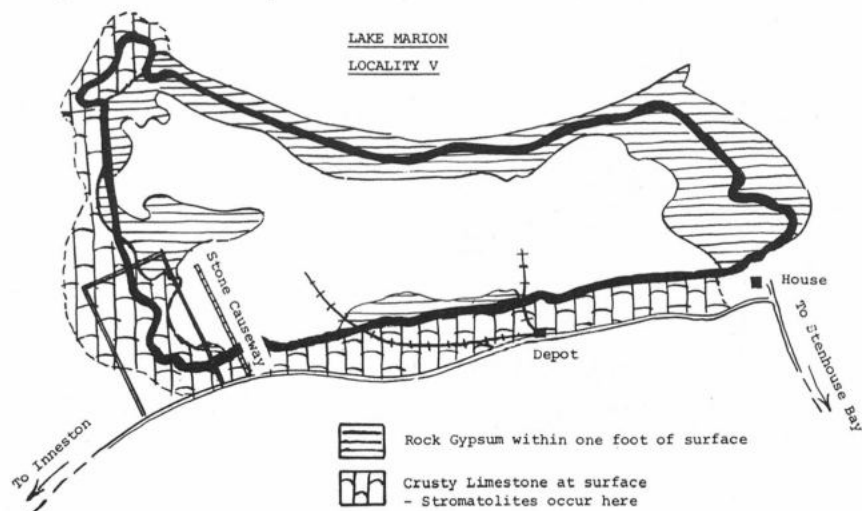 LAKE MARION
LOCALITY V
Stone Causeway
House
To Stenhouse Bay
Depot
To Inneston
Rock Gypsum within one foot of surface
Crusty Limestone at surface
- Stromatolites occur here